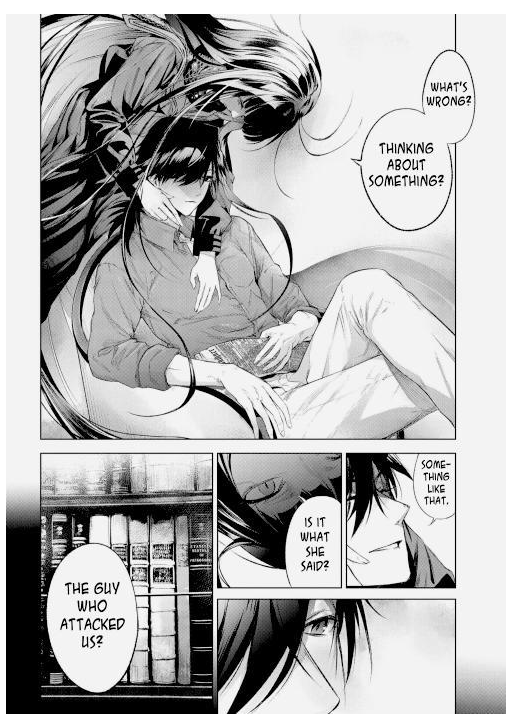 WHAT'S
WRONG?
THINKING
ABOUT
SOMETHING?
SOME-
THING
LIKE
THAT.
IS IT
WHAT
SHE
SAID?
THE GUY
WHO
ATTACKED
US?